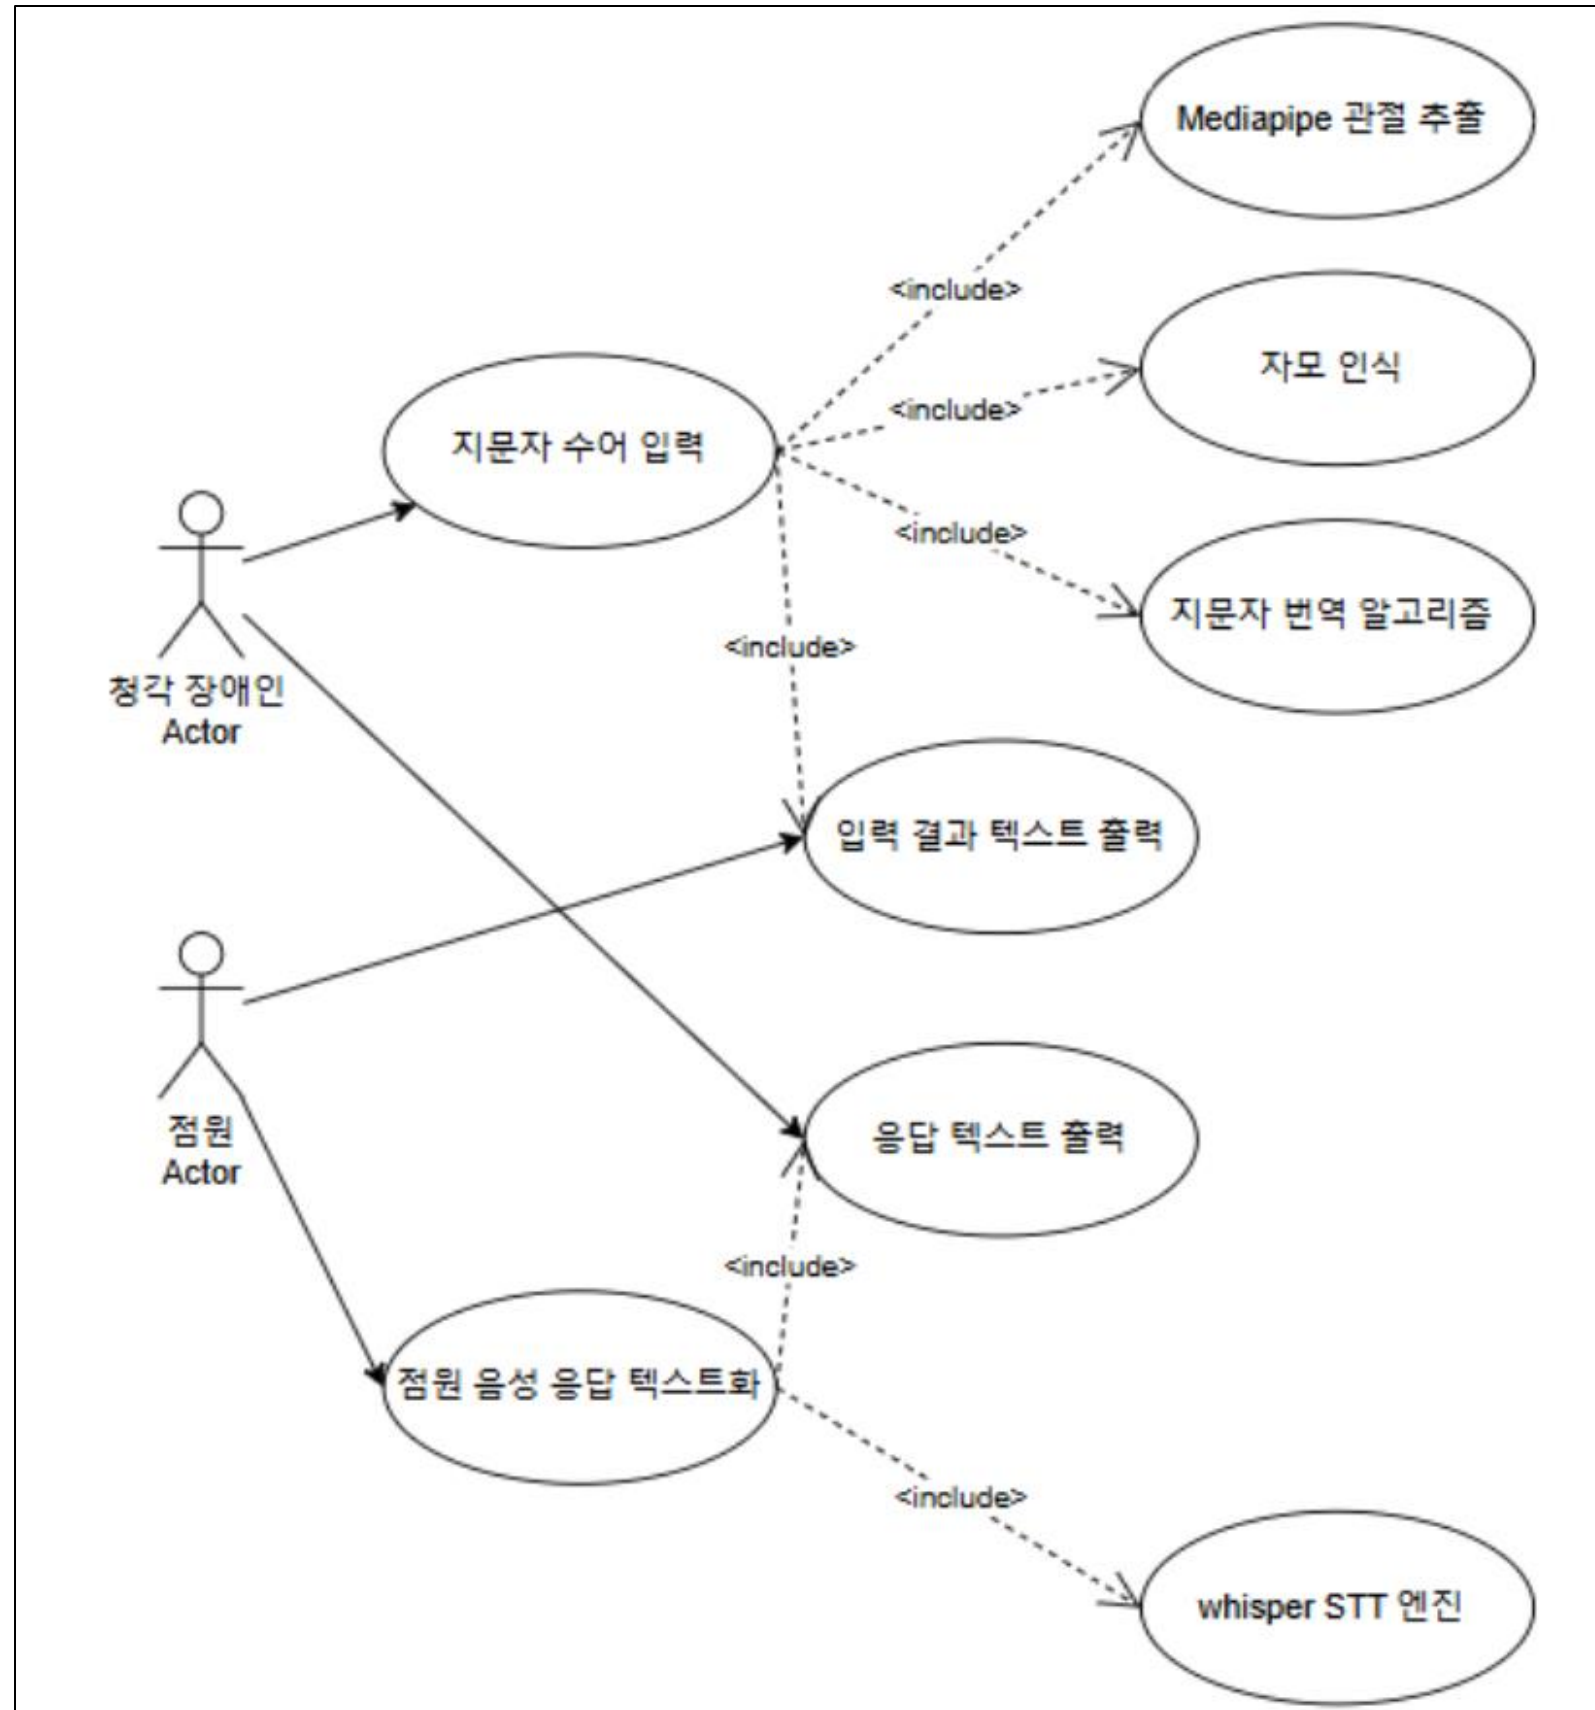 Mediapipe 관절 추출
<include>
자모 인식
<include>
지문자 수어 입력
<include>
지문자 번역 알고리즘
<include>
청각 장애인
Actor
입력 결과 텍스트 출력
점원
Actor
응답 텍스트 출력
<include>
점원 음성 응답 텍스트화
<include>
whisper STT 엔진